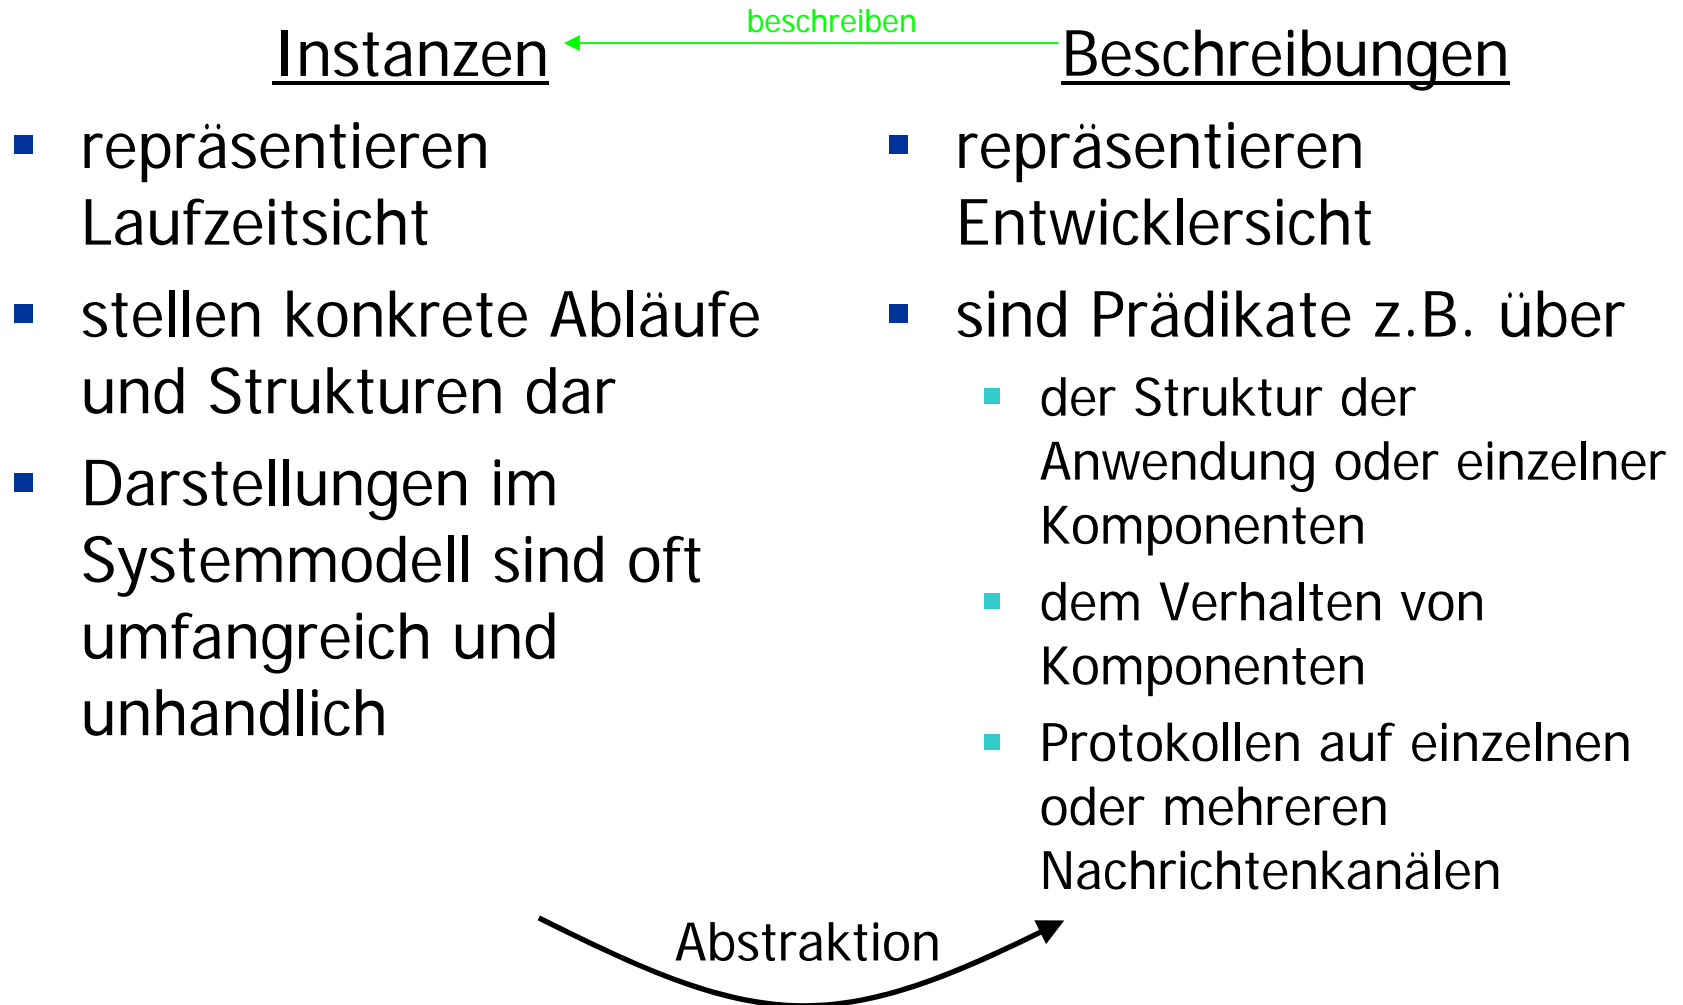 beschreiben
Instanzen
repräsentieren
Laufzeitsicht
stellen konkrete Abläufe
und Strukturen dar
Darstellungen im
Systemmodell sind oft
umfangreich und
unhandlich
Beschreibungen
repräsentieren
Entwicklersicht
sind Prädikate z.B. über
der Struktur der
Anwendung oder einzelner
Komponenten
dem Verhalten von
Komponenten
Protokollen auf einzelnen
oder mehreren
Nachrichtenkanälen
Abstraktion